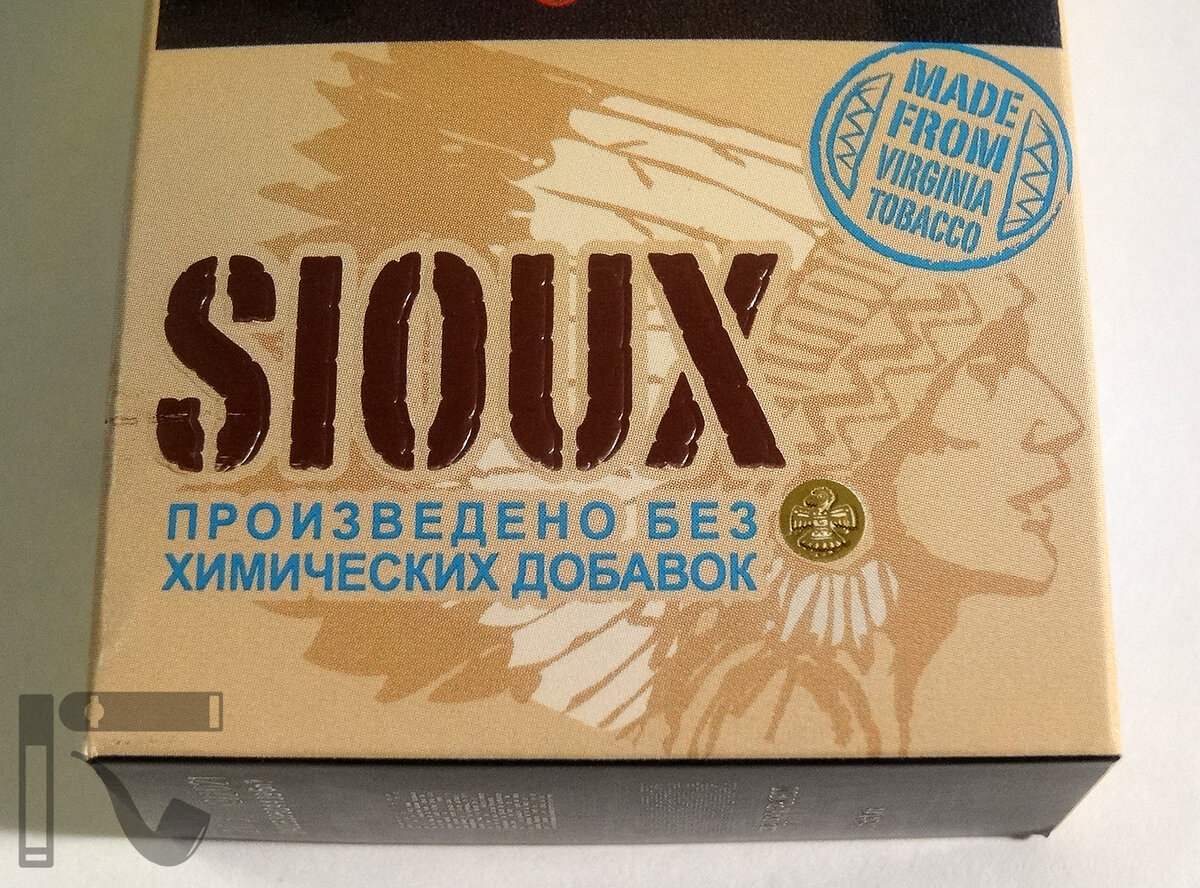 MADE
FROM
VIRGINIA
TOBACCO
SIOUX
ПРОИЗВЕДЕНО БЕЗ
ХИМИЧЕСКИХ ДОБАВОК